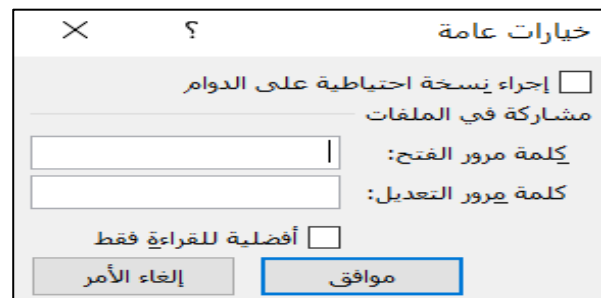 خيارات عامة ؟
إجراء نسخة احتياطية على الدوام
مشاركة في الملفات
كلمة مرور الفتح:
كلمة مرور التعديل:
أفضلية للقراءة فقط
موافق إلغاء الأمر